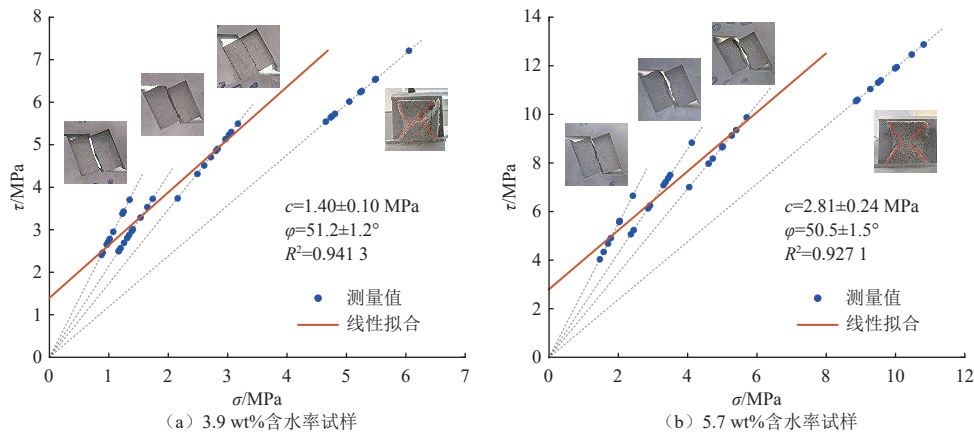 8
7
6
5
4
3
2
1
0
τ/MPa
c=1.40±0.10 MPa
φ=51.2±1.2°
R²=0.941 3
测量值
线性拟合
0 1 2 3 4 5 6 7
σ/MPa
（a）3.9 wt%含水率试样
14
12
10
8
6
4
2
0
τ/MPa
c=2.81±0.24 MPa
φ=50.5±1.5°
R²=0.927 1
测量值
线性拟合
0 2 4 6 8 10 12
σ/MPa
（b）5.7 wt%含水率试样